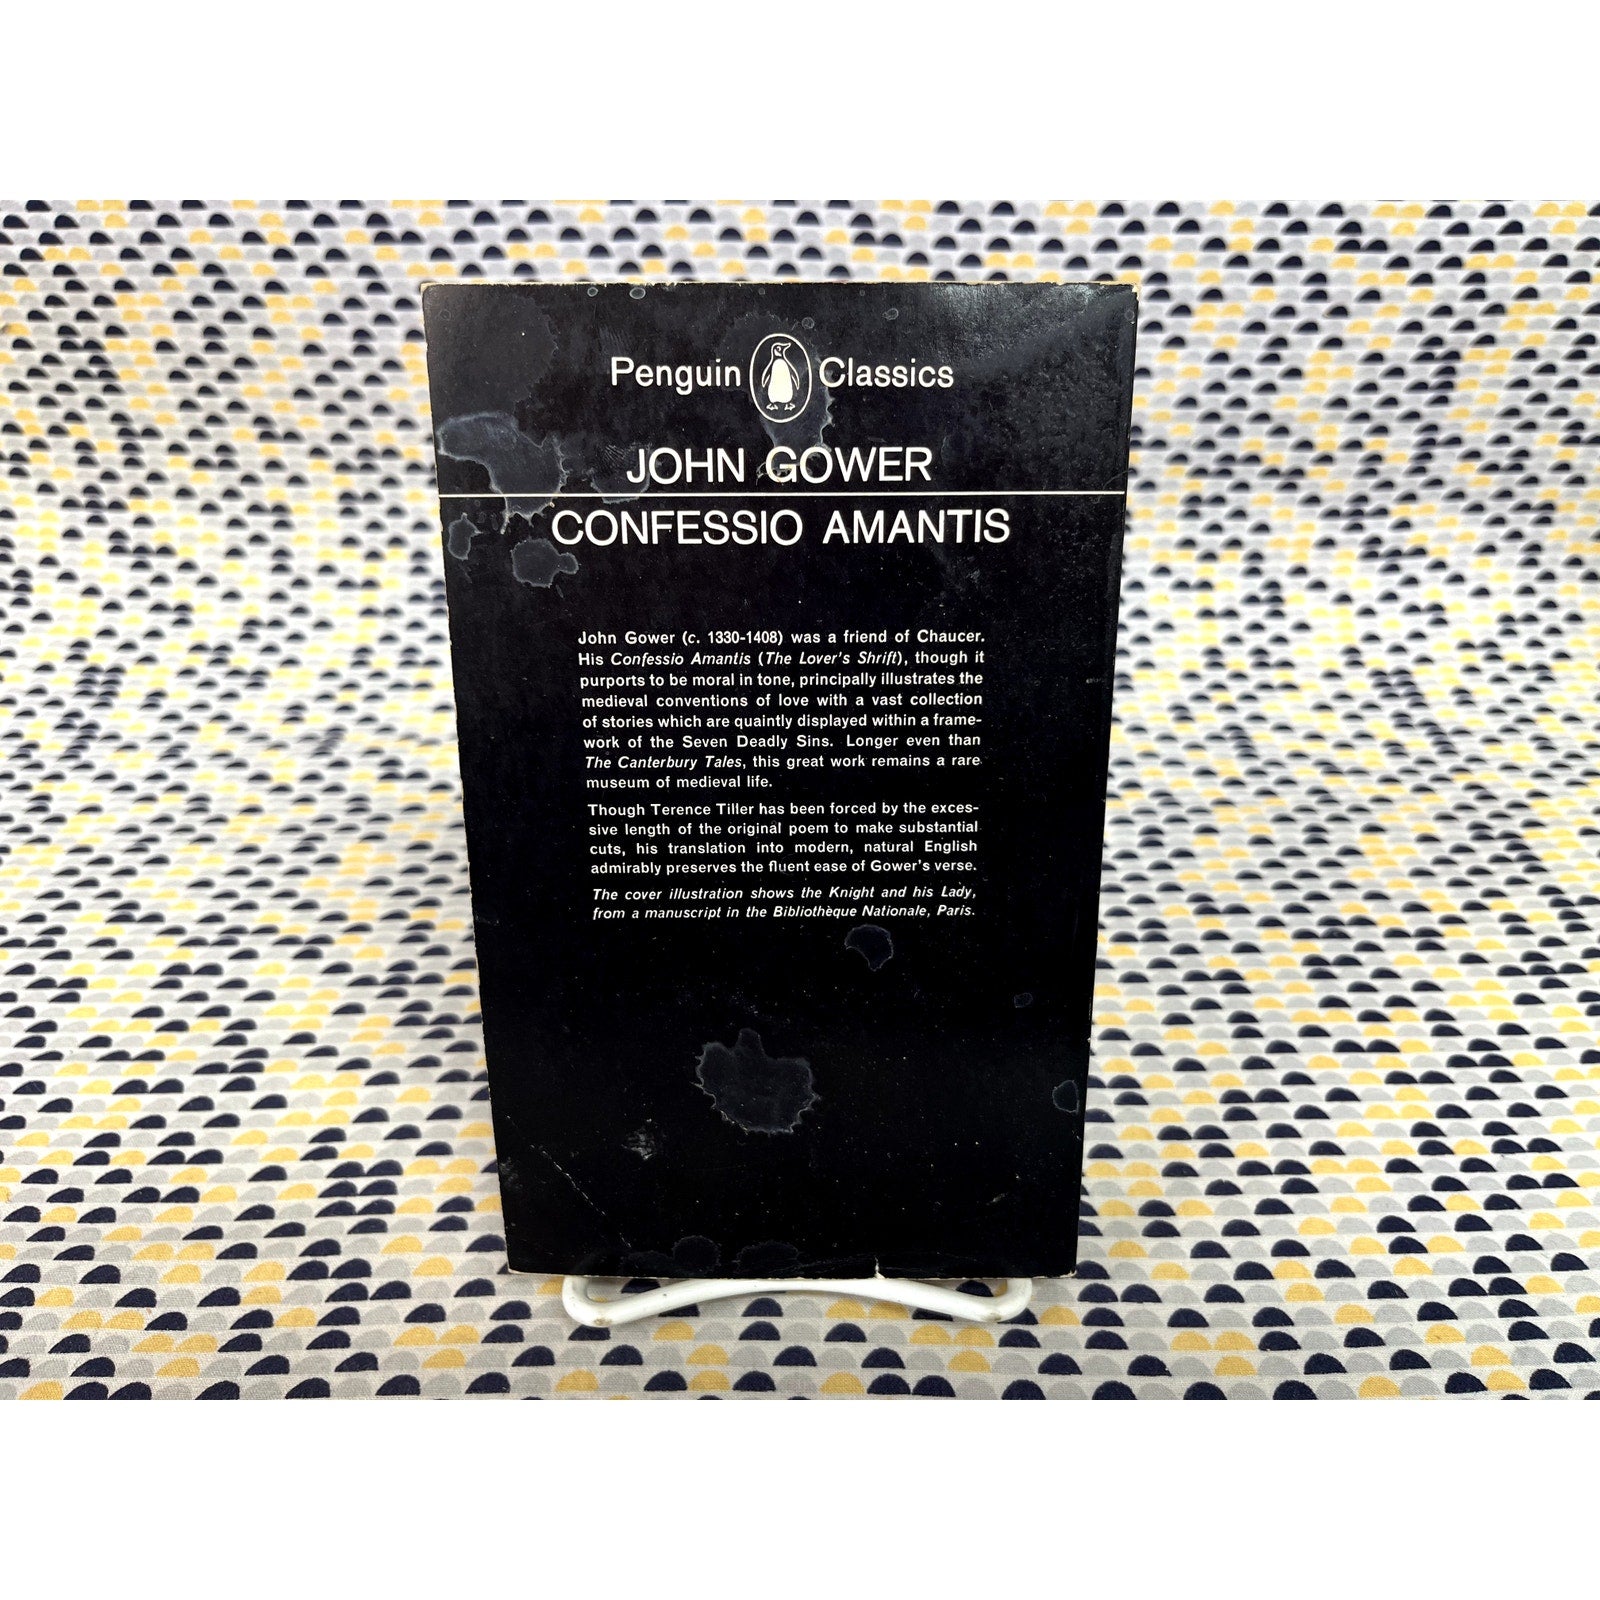 Penguin Classics
JOHN GOWER
CONFESSIO AMANTIS
John Gower (c. 1330-1408) was a friend of Chaucer.
His Confessio Amantis (The Lover's Shrift), though it
purports to be moral in tone, principally illustrates the
medieval conventions of love with a vast collection
of stories which are quaintly displayed within a frame-
work of the Seven Deadly Sins. Longer even than
The Canterbury Tales, this great work remains a rare
museum of medieval life.
Though Terence Tiller has been forced by the exces-
sive length of the original poem to make substantial
cuts, his translation into modern, natural English
admirably preserves the fluent ease of Gower's verse.
The cover illustration shows the Knight and his Lady,
from a manuscript in the Bibliothèque Nationale, Paris.